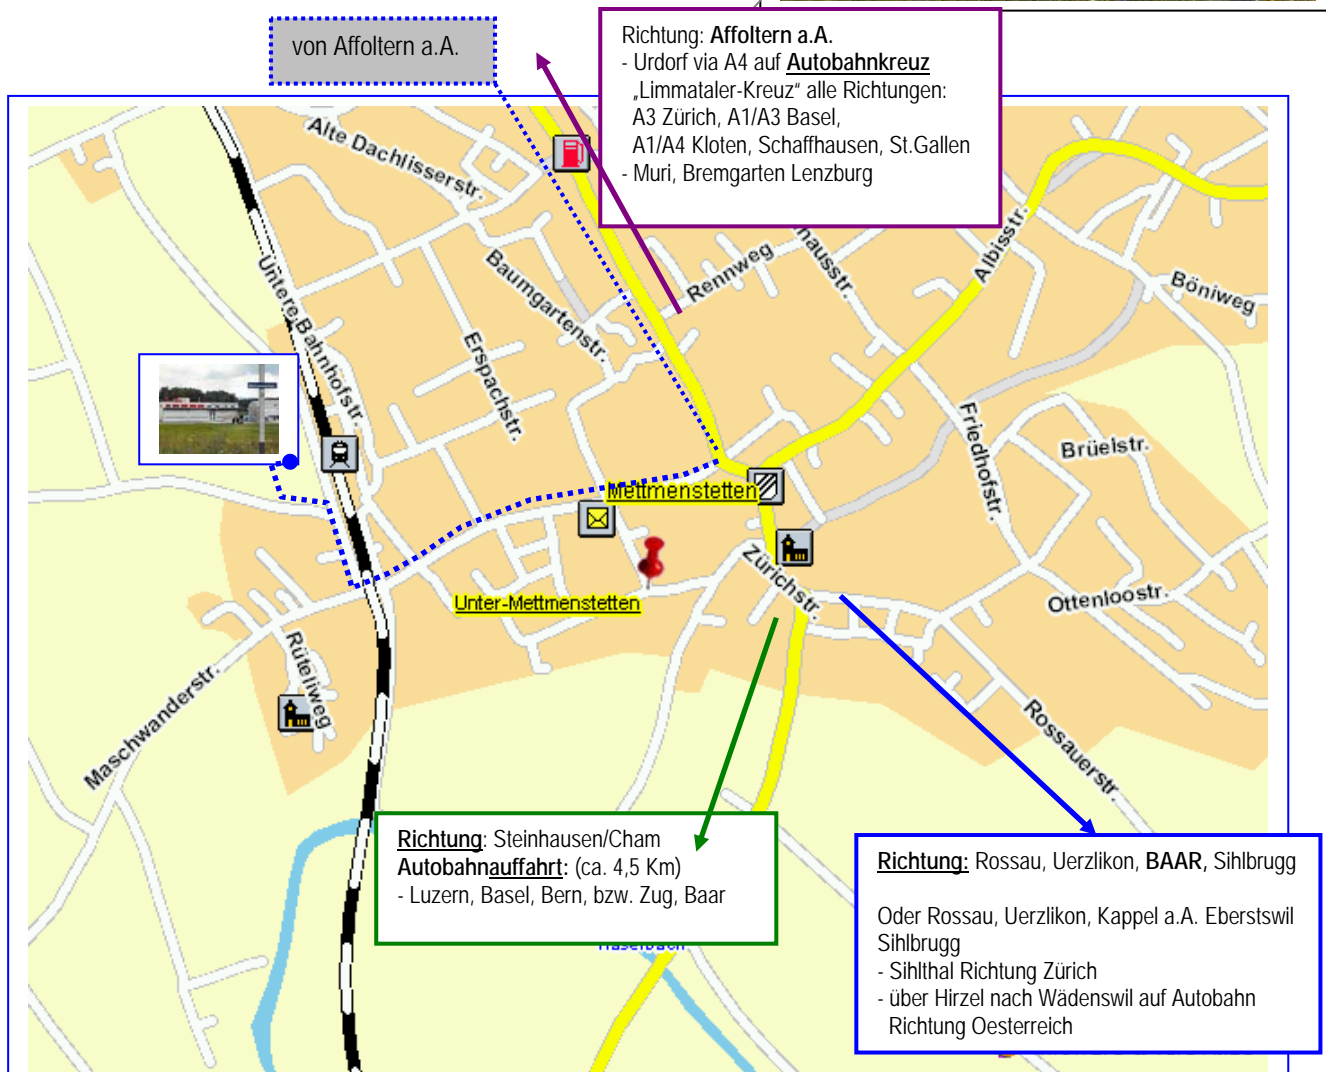 von Affoltern a.A.
Richtung: Affoltern a.A.
- Urdorf via A4 auf Autobahnkreuz
„Limmataler-Kreuz“ alle Richtungen:
A3 Zürich, A1/A3 Basel,
A1/A4 Kloten, Schaffhausen, St.Gallen
- Muri, Bremgarten Lenzburg
Alte Dachlisserstr.
Untere Bahnhofstr.
Baumgartenstr.
Erspachstr.
Rennweg
Albisstr.
Böniweg
Friedhofstr.
Brüelstr.
Mettmenstetten
Zürichstr.
Unter-Mettmenstetten
Ottenloostr.
Rüteliweg
Maschwanderstr.
Rossauerstr.
Richtung: Steinhausen/Cham
Autobahnauffahrt: (ca. 4,5 Km)
- Luzern, Basel, Bern, bzw. Zug, Baar
Richtung: Rossau, Uerzlikon, BAAR, Sihlbrugg
Oder Rossau, Uerzlikon, Kappel a.A. Eberstswil
Sihlbrugg
- Sihlthal Richtung Zürich
- über Hirzel nach Wädenswil auf Autobahn
Richtung Oesterreich